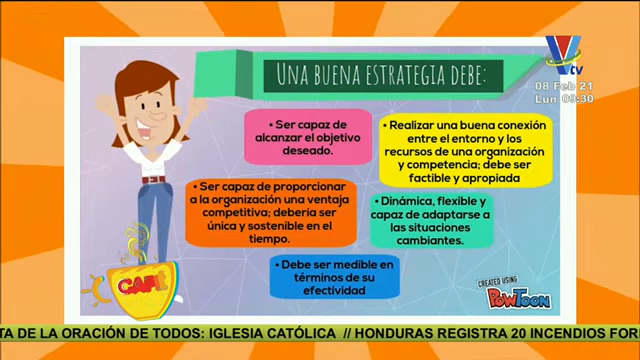 UNA BUENA ESTRATEGIA DEBE:
V
tv
08 Feb 21
Lun 09:30
• Ser capaz de
alcanzar el objetivo
deseado.
• Realizar una buena conexión
entre el entorno y los
recursos de una organización
y competencia; debe ser
factible y apropiada
• Ser capaz de proporcionar
a la organización una ventaja
competitiva; debería ser
única y sostenible en el
tiempo.
• Dinámica, flexible y
capaz de adaptarse a
las situaciones
cambiantes.
• Debe ser medible en
términos de su
efectividad
CREATED USING
POWTOON
TA DE LA ORACIÓN DE TODOS: IGLESIA CATÓLICA // HONDURAS REGISTRA 20 INCENDIOS FOR